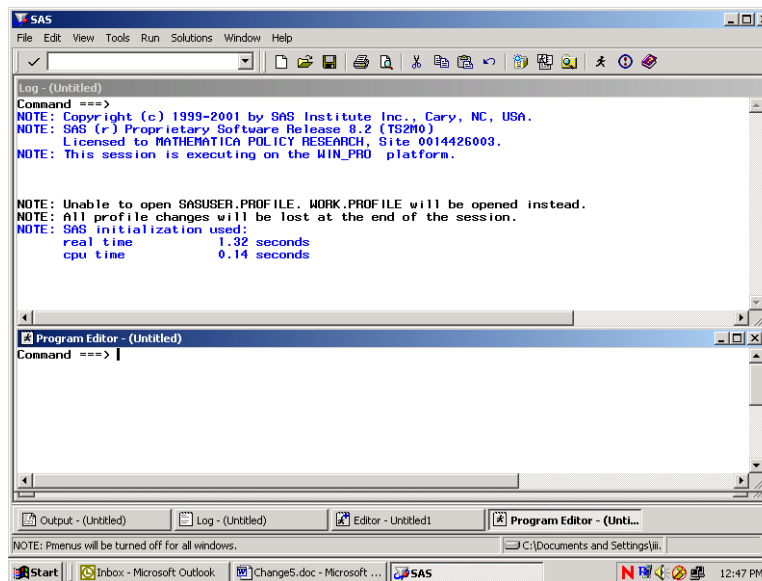 SAS
File Edit View Tools Run Solutions Window Help
Log - (Untitled)
Command ===>
NOTE: Copyright (c) 1999-2001 by SAS Institute Inc., Cary, NC, USA.
NOTE: SAS (r) Proprietary Software Release 8.2 (TS2M0)
Licensed to MATHEMATICA POLICY RESEARCH, Site 0014426003.
NOTE: This session is executing on the WIN_PRO platform.
NOTE: Unable to open SASUSER.PROFILE. WORK.PROFILE will be opened instead.
NOTE: All profile changes will be lost at the end of the session.
NOTE: SAS initialization used:
real time 1.32 seconds
cpu time 0.14 seconds
Program Editor - (Untitled)
Command ===>
Output - (Untitled) Log - (Untitled) Editor - Untitled1 Program Editor - (Unti...
NOTE: Pmenus will be turned off for all windows. C:\Documents and Settings\iii.
Start Inbox - Microsoft Outlook Change5.doc - Microsoft ... SAS N 12:47 PM